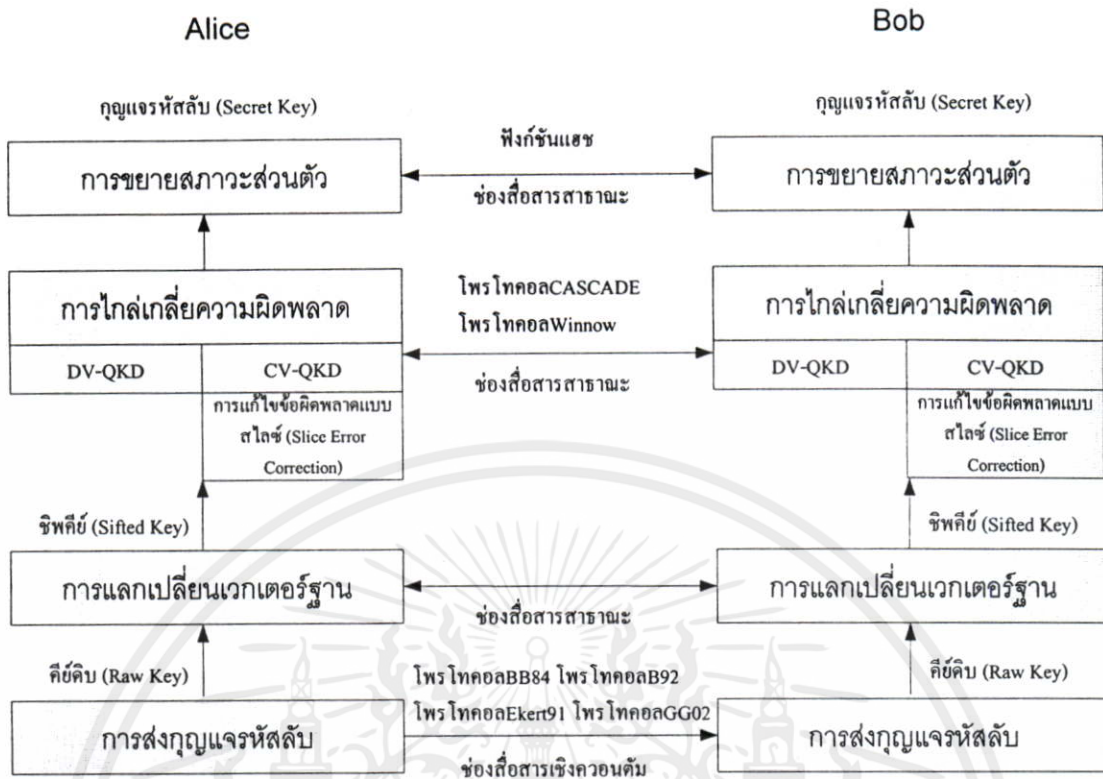 Alice
Bob
กุญแจรหัสลับ (Secret Key)
กุญแจรหัสลับ (Secret Key)
การขยายสภาวะส่วนตัว
ฟังก์ชันแฮช
ช่องสื่อสารสาธาณะ
การขยายสภาวะส่วนตัว
การไกล่เกลี่ยความผิดพลาด
โพรโทคอลCASCADE
โพรโทคอลWinnow
การไกล่เกลี่ยความผิดพลาด
DV-QKD
CV-QKD
ช่องสื่อสารสาธาณะ
DV-QKD
CV-QKD
การแก้ไขข้อผิดพลาดแบบ
สไลซ์ (Slice Error
Correction)
การแก้ไขข้อผิดพลาดแบบ
สไลซ์ (Slice Error
Correction)
ชิพคีย์ (Sifted Key)
ชิพคีย์ (Sifted Key)
การแลกเปลี่ยนเวกเตอร์ฐาน
ช่องสื่อสารสาธาณะ
การแลกเปลี่ยนเวกเตอร์ฐาน
คีย์ดิบ (Raw Key)
โพรโทคอลBB84 โพรโทคอลB92
คีย์ดิบ (Raw Key)
โพรโทคอลEkert91 โพรโทคอลGG02
การส่งกุญแจรหัสลับ
ช่องสื่อสารเชิงควอนตัม
การส่งกุญแจรหัสลับ